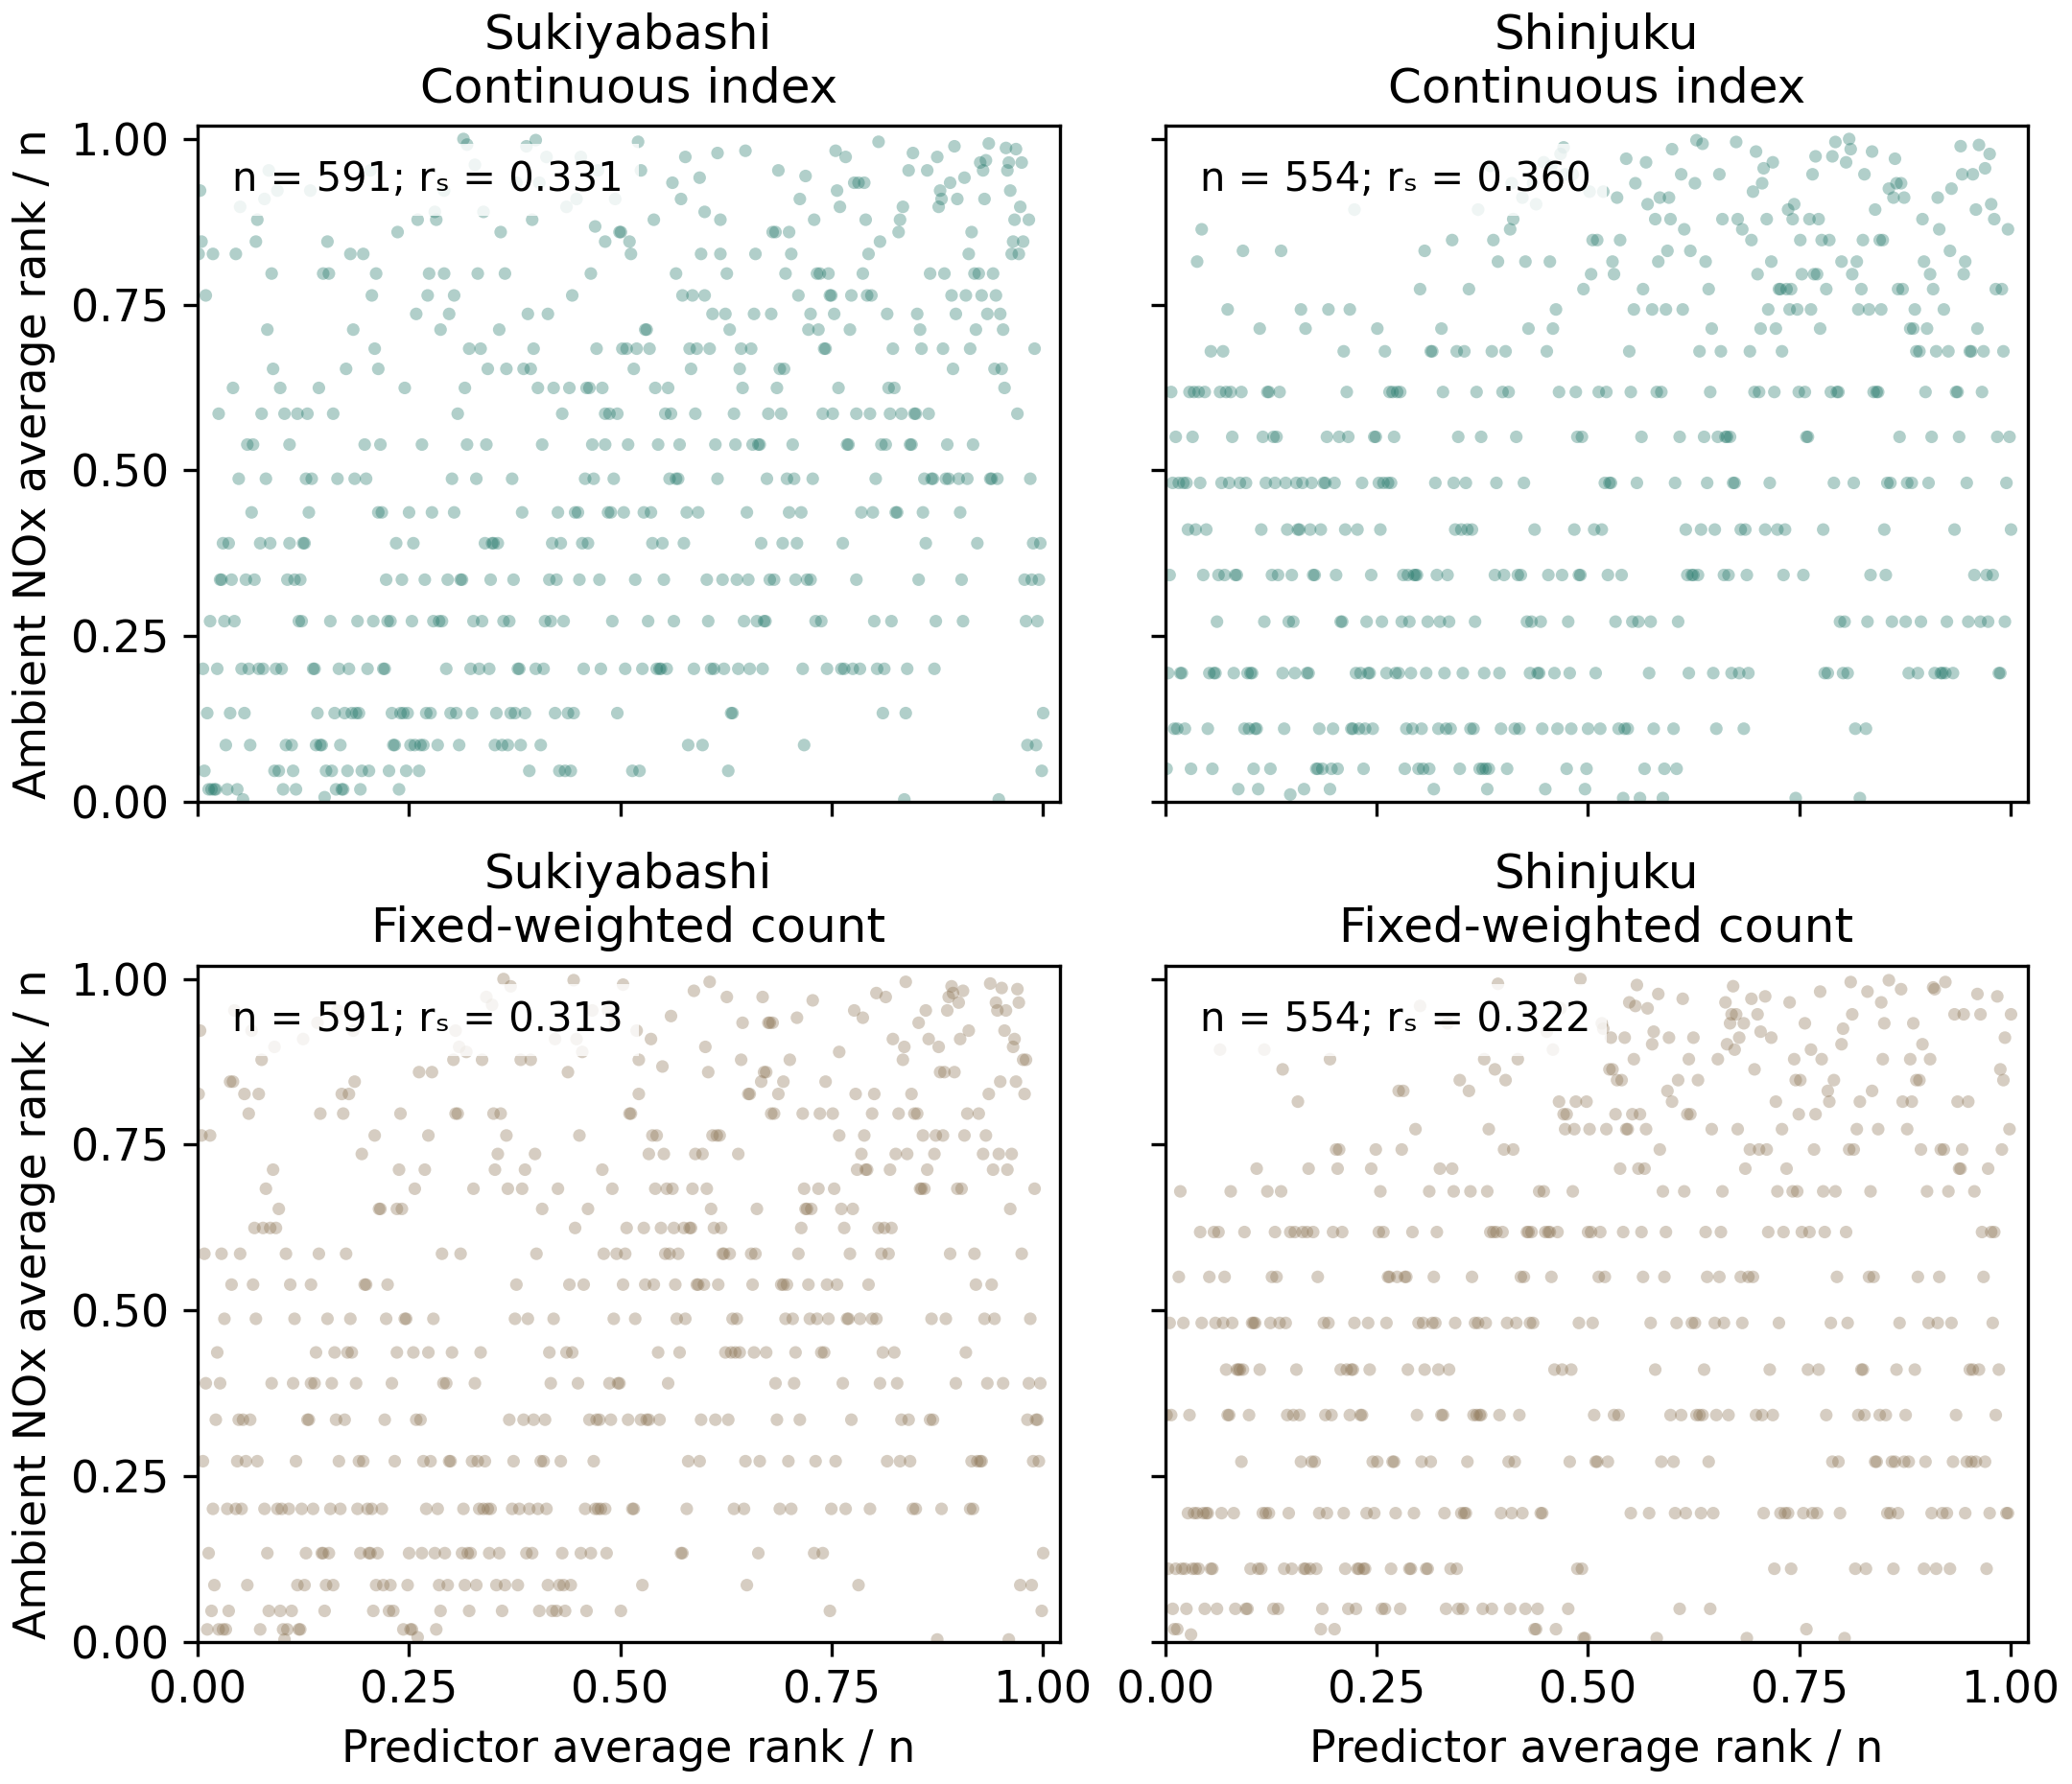 Sukiyabashi
Continuous index
Shinjuku
Continuous index
Ambient NOx average rank / n
1.00
0.75
0.50
0.25
0.00
n = 591; rₛ = 0.331
n = 554; rₛ = 0.360
Sukiyabashi
Fixed-weighted count
Shinjuku
Fixed-weighted count
Ambient NOx average rank / n
1.00
0.75
0.50
0.25
0.00
n = 591; rₛ = 0.313
n = 554; rₛ = 0.322
0.00 0.25 0.50 0.75 1.00
0.00 0.25 0.50 0.75 1.00
Predictor average rank / n
Predictor average rank / n